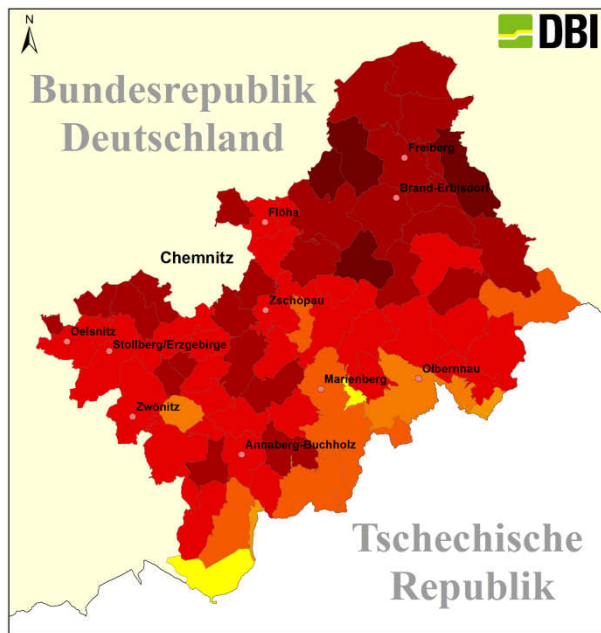 N
DBI
Bundesrepublik
Deutschland
Freiberg
Brand-Erbisdorf
Flöha
Chemnitz
Zschopau
Oelsnitz
Stollberg/Erzgebirge
Olbernhau
Marienberg
Zwönitz
Annaberg-Buchholz
Tschechische
Republik